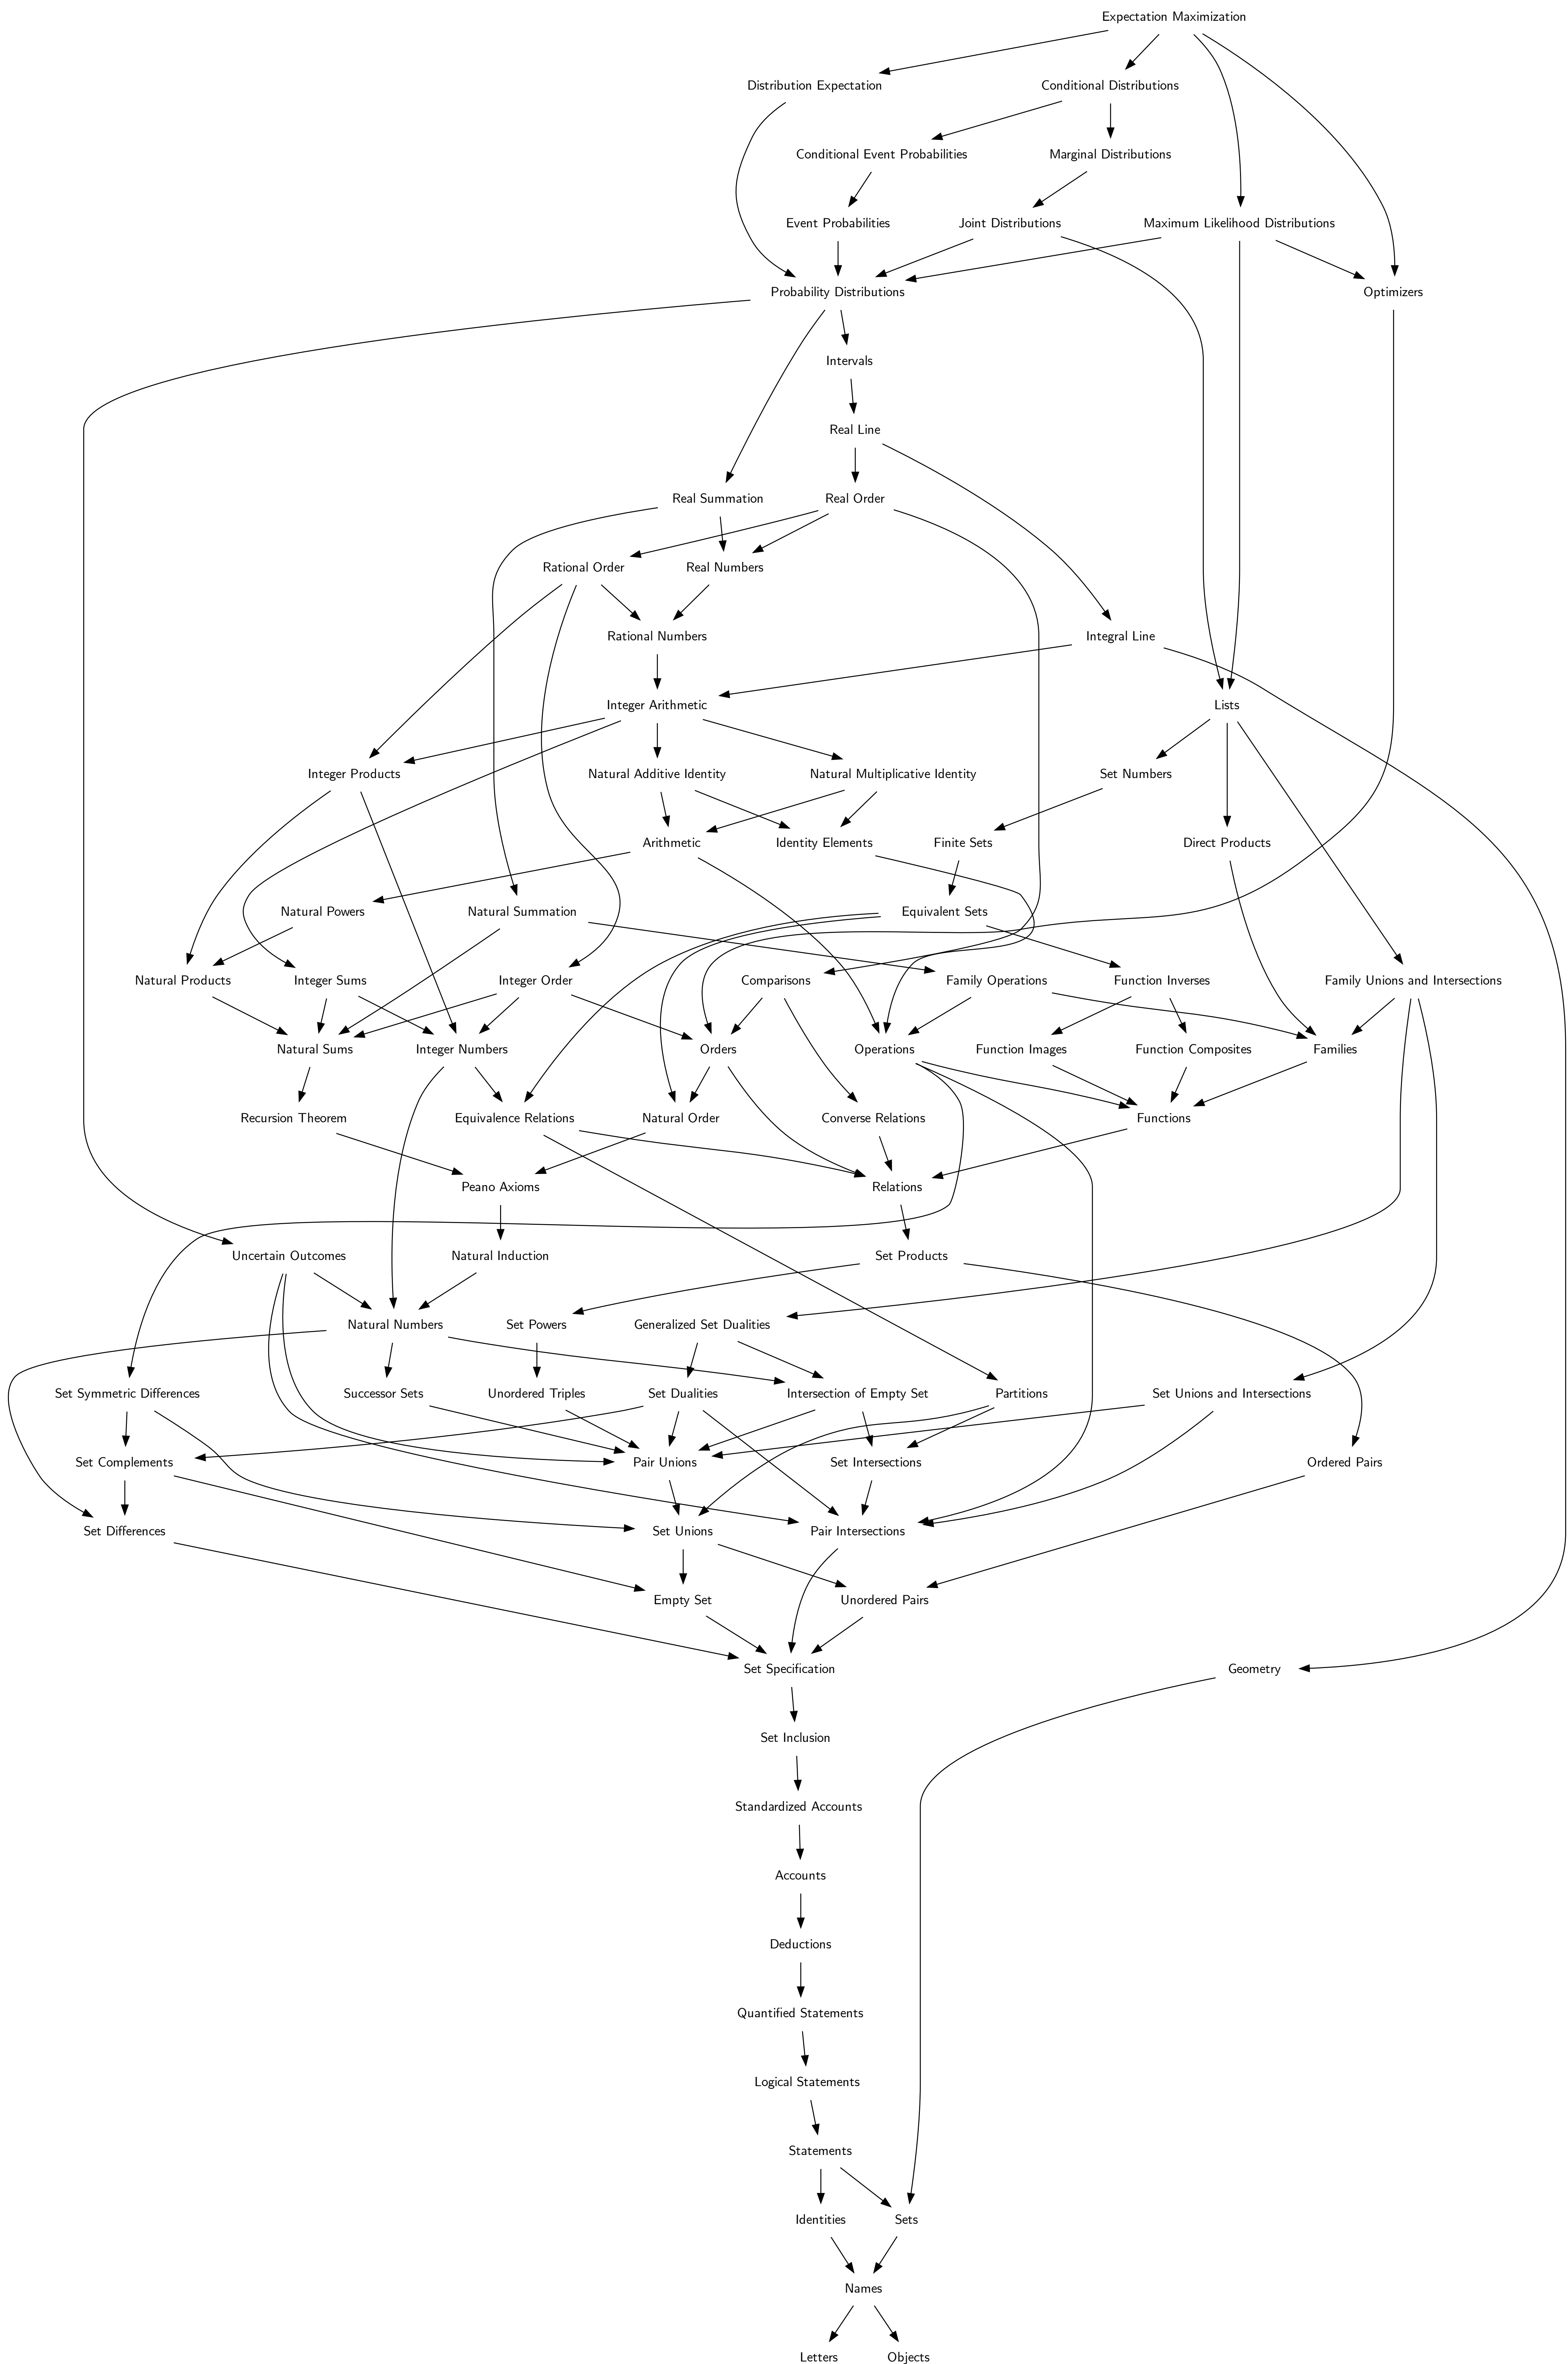 Expectation Maximization
Distribution Expectation
Conditional Distributions
Conditional Event Probabilities
Marginal Distributions
Event Probabilities
Joint Distributions
Maximum Likelihood Distributions
Probability Distributions
Optimizers
Intervals
Real Line
Real Summation
Real Order
Rational Order
Real Numbers
Rational Numbers
Integral Line
Integer Arithmetic
Lists
Integer Products
Natural Additive Identity
Natural Multiplicative Identity
Set Numbers
Arithmetic
Identity Elements
Finite Sets
Direct Products
Natural Powers
Natural Summation
Equivalent Sets
Natural Products
Integer Sums
Integer Order
Comparisons
Family Operations
Function Inverses
Family Unions and Intersections
Natural Sums
Integer Numbers
Orders
Operations
Function Images
Function Composites
Families
Recursion Theorem
Equivalence Relations
Natural Order
Converse Relations
Functions
Peano Axioms
Relations
Uncertain Outcomes
Natural Induction
Set Products
Natural Numbers
Set Powers
Generalized Set Dualities
Set Symmetric Differences
Successor Sets
Unordered Triples
Set Dualities
Intersection of Empty Set
Partitions
Set Unions and Intersections
Set Complements
Pair Unions
Set Intersections
Ordered Pairs
Set Differences
Set Unions
Pair Intersections
Empty Set
Unordered Pairs
Set Specification
Geometry
Set Inclusion
Standardized Accounts
Accounts
Deductions
Quantified Statements
Logical Statements
Statements
Identities
Sets
Names
Letters
Objects